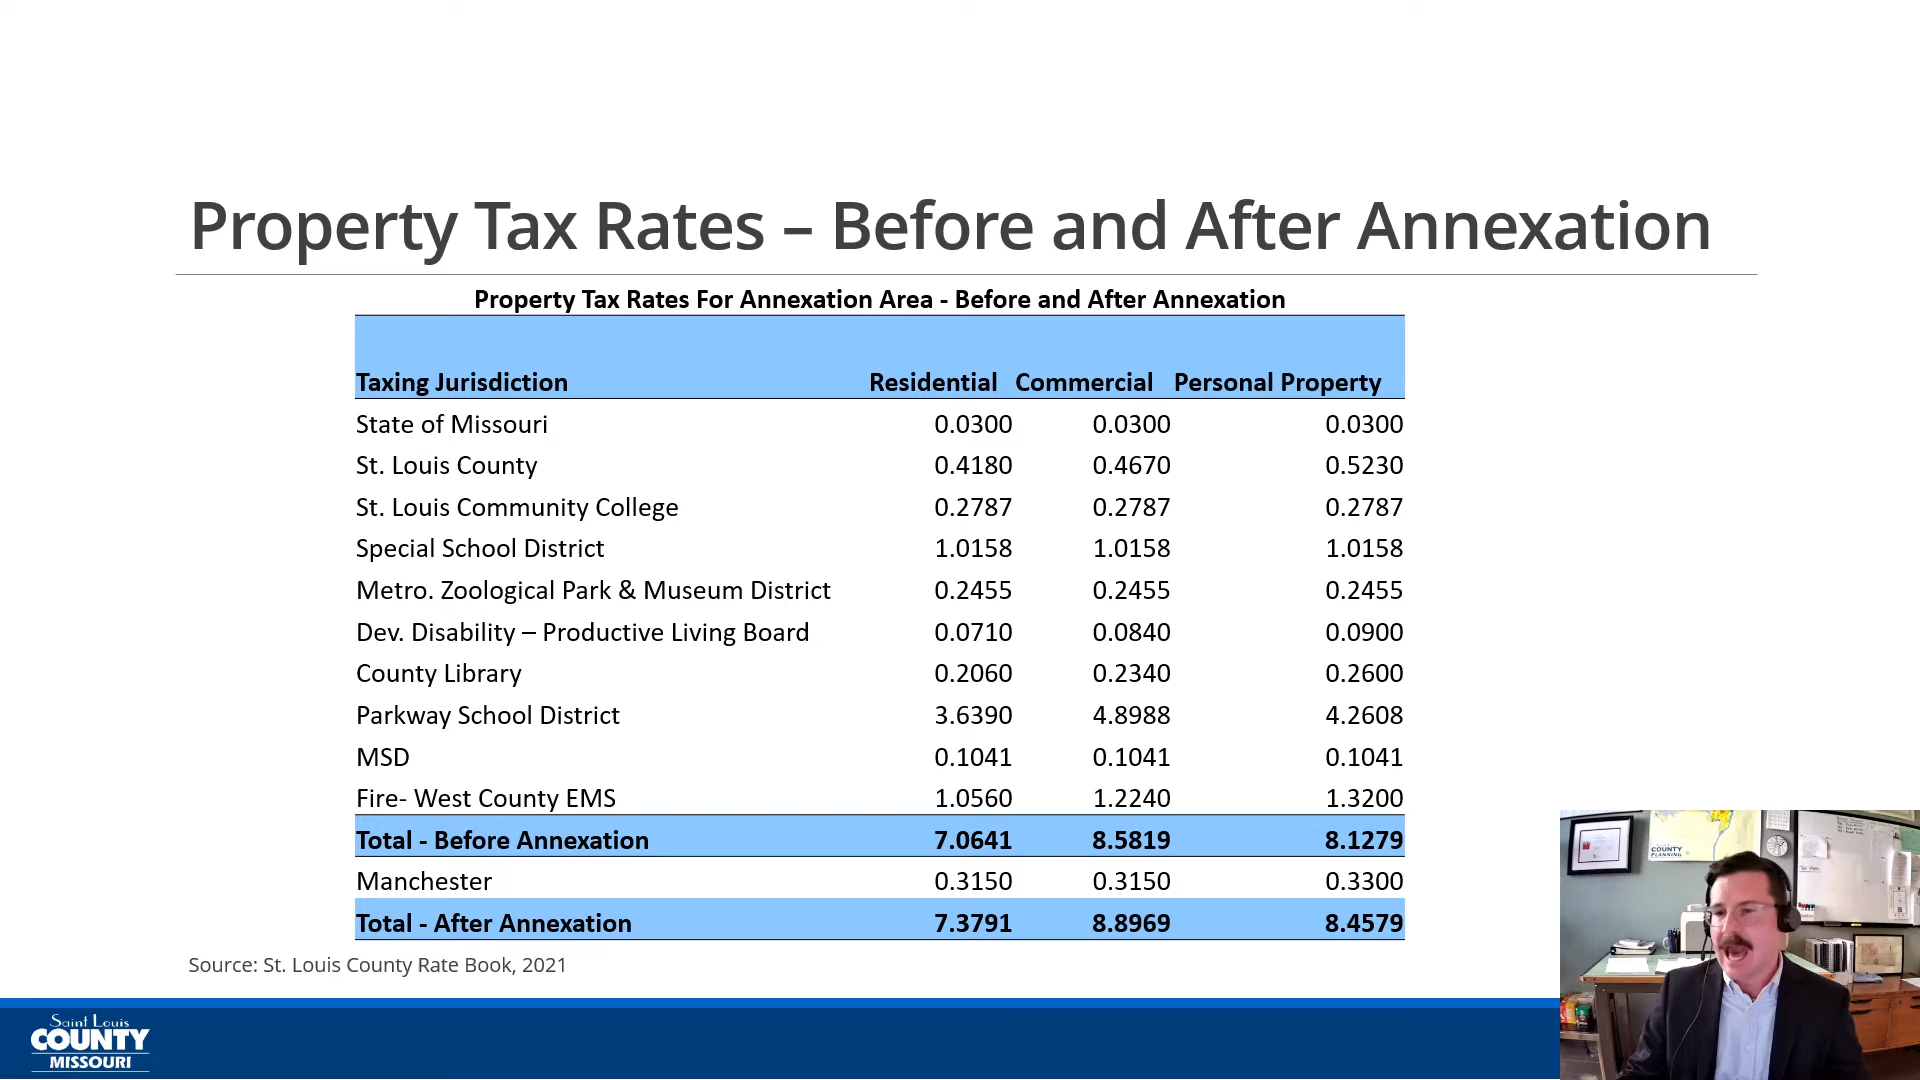 Property Tax Rates – Before and After Annexation
Property Tax Rates For Annexation Area - Before and After Annexation
Taxing Jurisdiction Residential Commercial Personal Property
State of Missouri 0.0300 0.0300 0.0300
St. Louis County 0.4180 0.4670 0.5230
St. Louis Community College 0.2787 0.2787 0.2787
Special School District 1.0158 1.0158 1.0158
Metro. Zoological Park & Museum District 0.2455 0.2455 0.2455
Dev. Disability – Productive Living Board 0.0710 0.0840 0.0900
County Library 0.2060 0.2340 0.2600
Parkway School District 3.6390 4.8988 4.2608
MSD 0.1041 0.1041 0.1041
Fire- West County EMS 1.0560 1.2240 1.3200
Total - Before Annexation 7.0641 8.5819 8.1279
Manchester 0.3150 0.3150 0.3300
Total - After Annexation 7.3791 8.8969 8.4579
Source: St. Louis County Rate Book, 2021
Saint Louis
COUNTY
MISSOURI
COUNTY
PLANNING